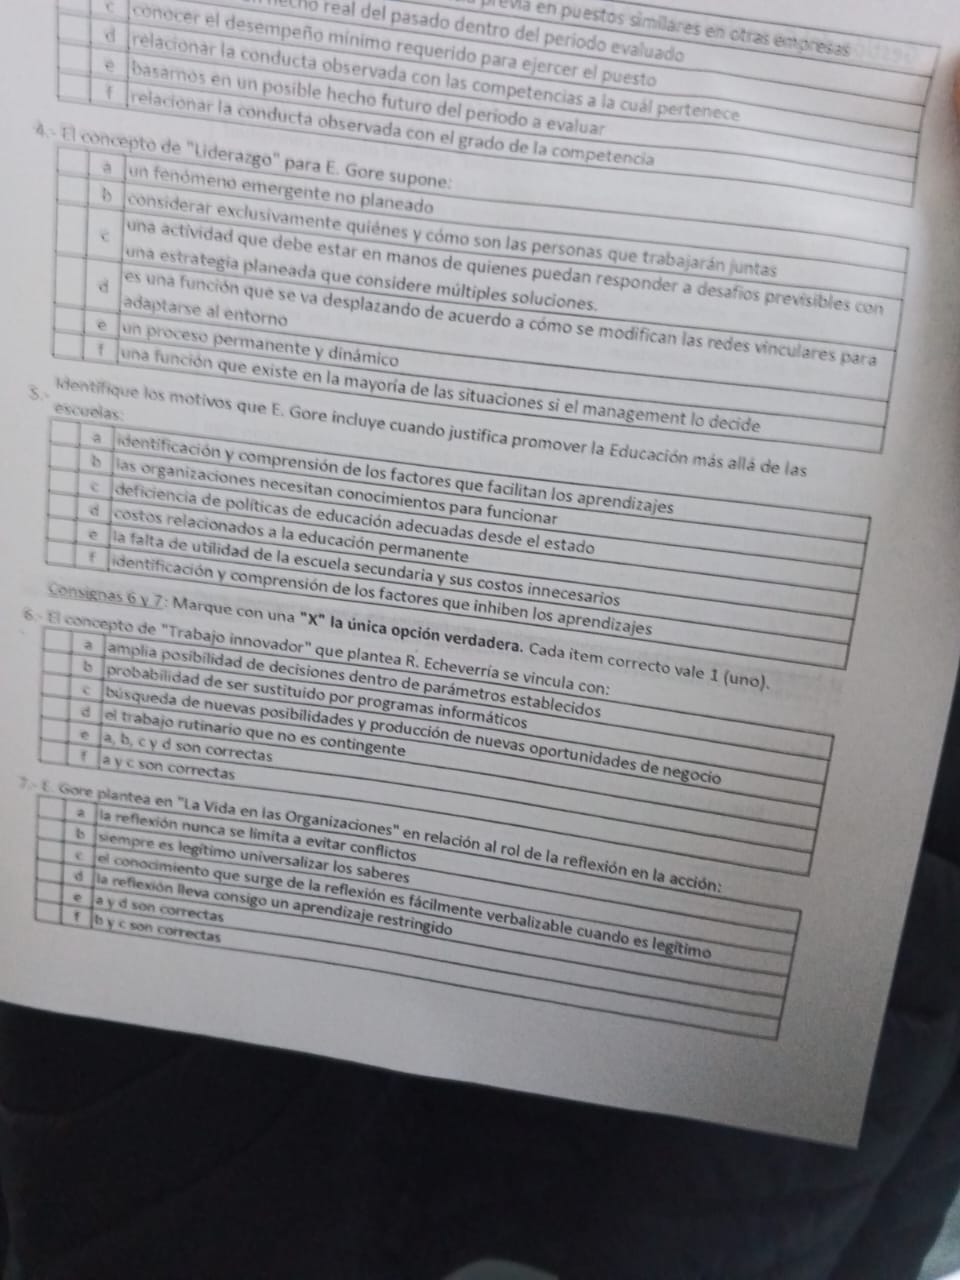 previa en puestos similares en otras empresas
hecho real del pasado dentro del periodo evaluado
c conocer el desempeño mínimo requerido para ejercer el puesto
d relacionar la conducta observada con las competencias a la cuál pertenece
e basarnos en un posible hecho futuro del periodo a evaluar
f relacionar la conducta observada con el grado de la competencia
4.- El concepto de "Liderazgo" para E. Gore supone:
a un fenómeno emergente no planeado
b considerar exclusivamente quiénes y cómo son las personas que trabajarán juntas
c una actividad que debe estar en manos de quienes puedan responder a desafíos previsibles con
una estrategia planeada que considere múltiples soluciones.
d es una función que se va desplazando de acuerdo a cómo se modifican las redes vinculares para
adaptarse al entorno
e un proceso permanente y dinámico
f una función que existe en la mayoría de las situaciones si el management lo decide
5.- Identifique los motivos que E. Gore incluye cuando justifica promover la Educación más allá de las
escuelas:
a identificación y comprensión de los factores que facilitan los aprendizajes
b las organizaciones necesitan conocimientos para funcionar
c deficiencia de políticas de educación adecuadas desde el estado
d costos relacionados a la educación permanente
e la falta de utilidad de la escuela secundaria y sus costos innecesarios
f identificación y comprensión de los factores que inhiben los aprendizajes
Consignas 6 y 7: Marque con una "X" la única opción verdadera. Cada ítem correcto vale 1 (uno).
6.- El concepto de "Trabajo innovador" que plantea R. Echeverría se vincula con:
a amplia posibilidad de decisiones dentro de parámetros establecidos
b probabilidad de ser sustituido por programas informáticos
c búsqueda de nuevas posibilidades y producción de nuevas oportunidades de negocio
d el trabajo rutinario que no es contingente
e a, b, c y d son correctas
f a y c son correctas
7.- E. Gore plantea en "La Vida en las Organizaciones" en relación al rol de la reflexión en la acción:
a la reflexión nunca se limita a evitar conflictos
b siempre es legítimo universalizar los saberes
c el conocimiento que surge de la reflexión es fácilmente verbalizable cuando es legítimo
d la reflexión lleva consigo un aprendizaje restringido
e a y d son correctas
f b y c son correctas